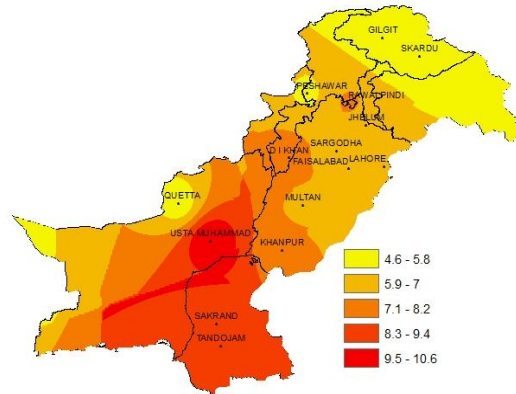 GILGIT
SKARDU
PESHAWAR
RAWALPINDI
JHELUM
SARGODHA
D I KHAN
FAISALABAD
LAHORE
QUETTA
MULTAN
USTA MUHAMMAD
KHANPUR
SAKRAND
TANDOJAM
4.6 - 5.8
5.9 - 7
7.1 - 8.2
8.3 - 9.4
9.5 - 10.6